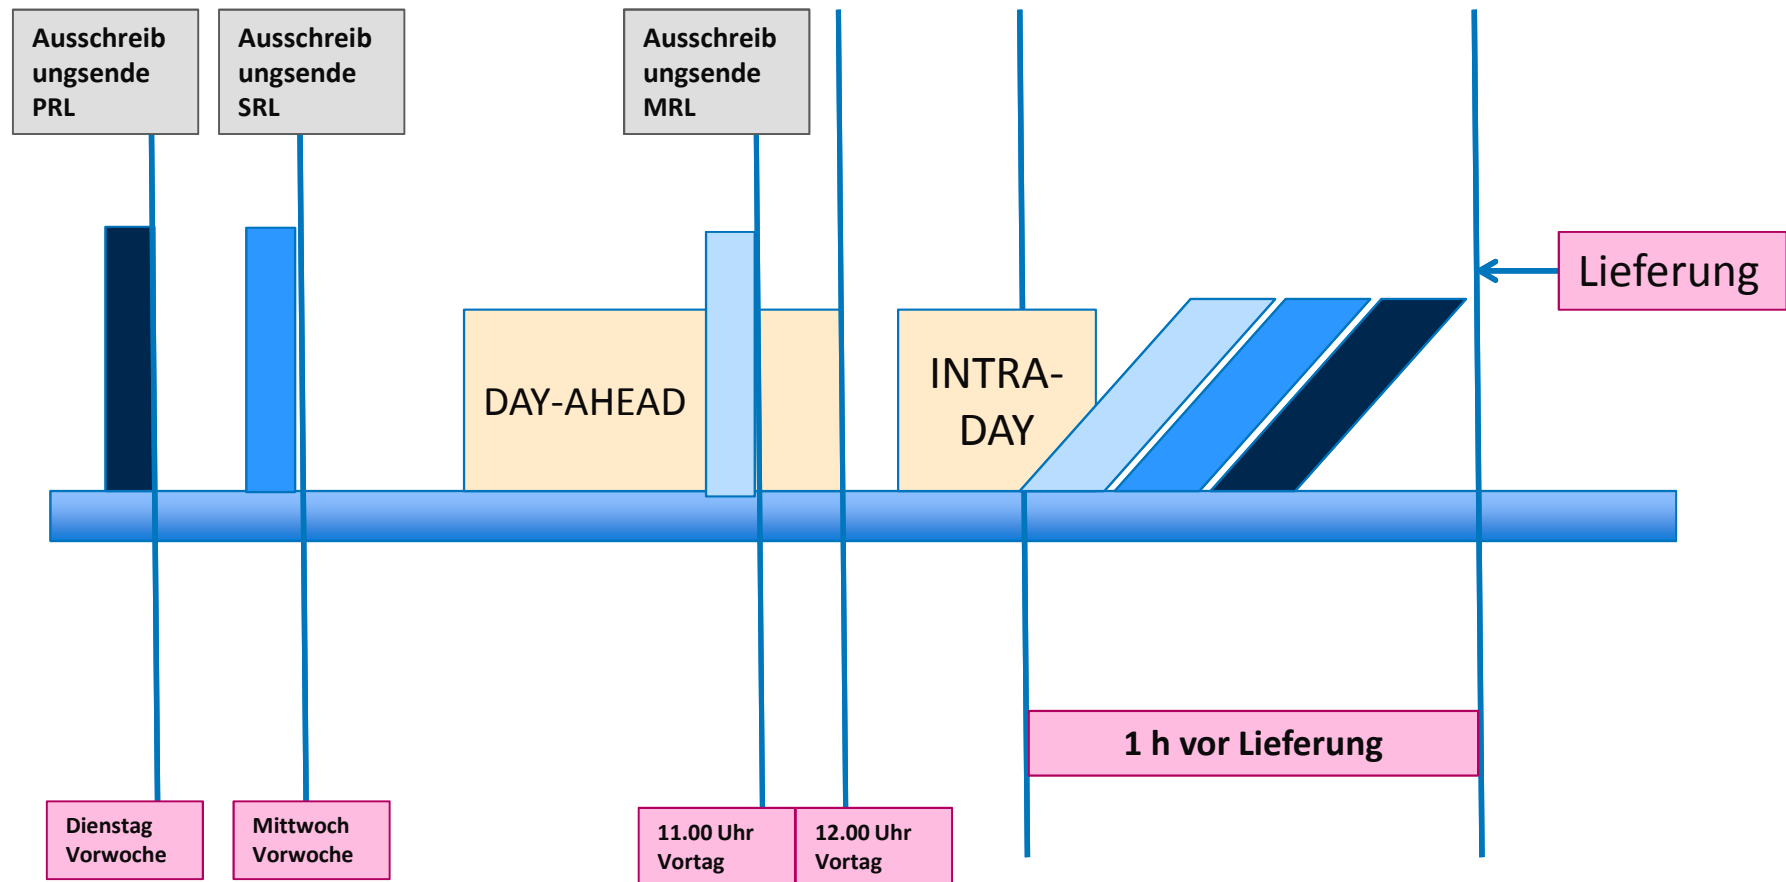 Ausschreib
ungsende
PRL
Ausschreib
ungsende
SRL
Ausschreib
ungsende
MRL
Lieferung
DAY-AHEAD
INTRA-
DAY
1 h vor Lieferung
Dienstag
Vorwoche
Mittwoch
Vorwoche
11.00 Uhr
Vortag
12.00 Uhr
Vortag